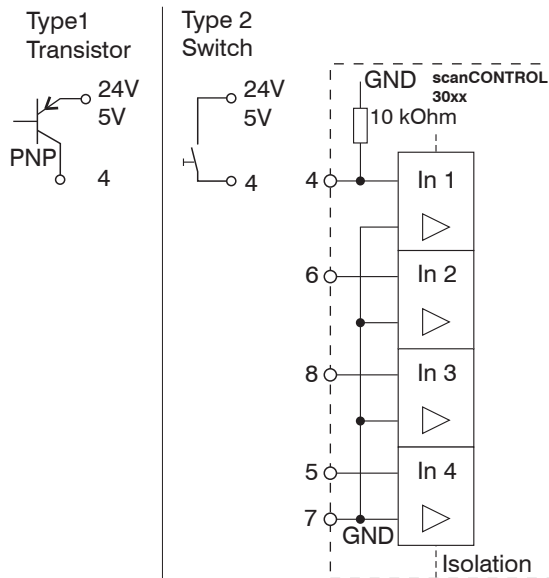 Type1
Transistor
24V
5V
PNP
4
Type 2
Switch
24V
5V
4
GND
scanCONTROL
30xx
10 kOhm
4
In 1
6
In 2
8
In 3
5
In 4
7
GND
Isolation